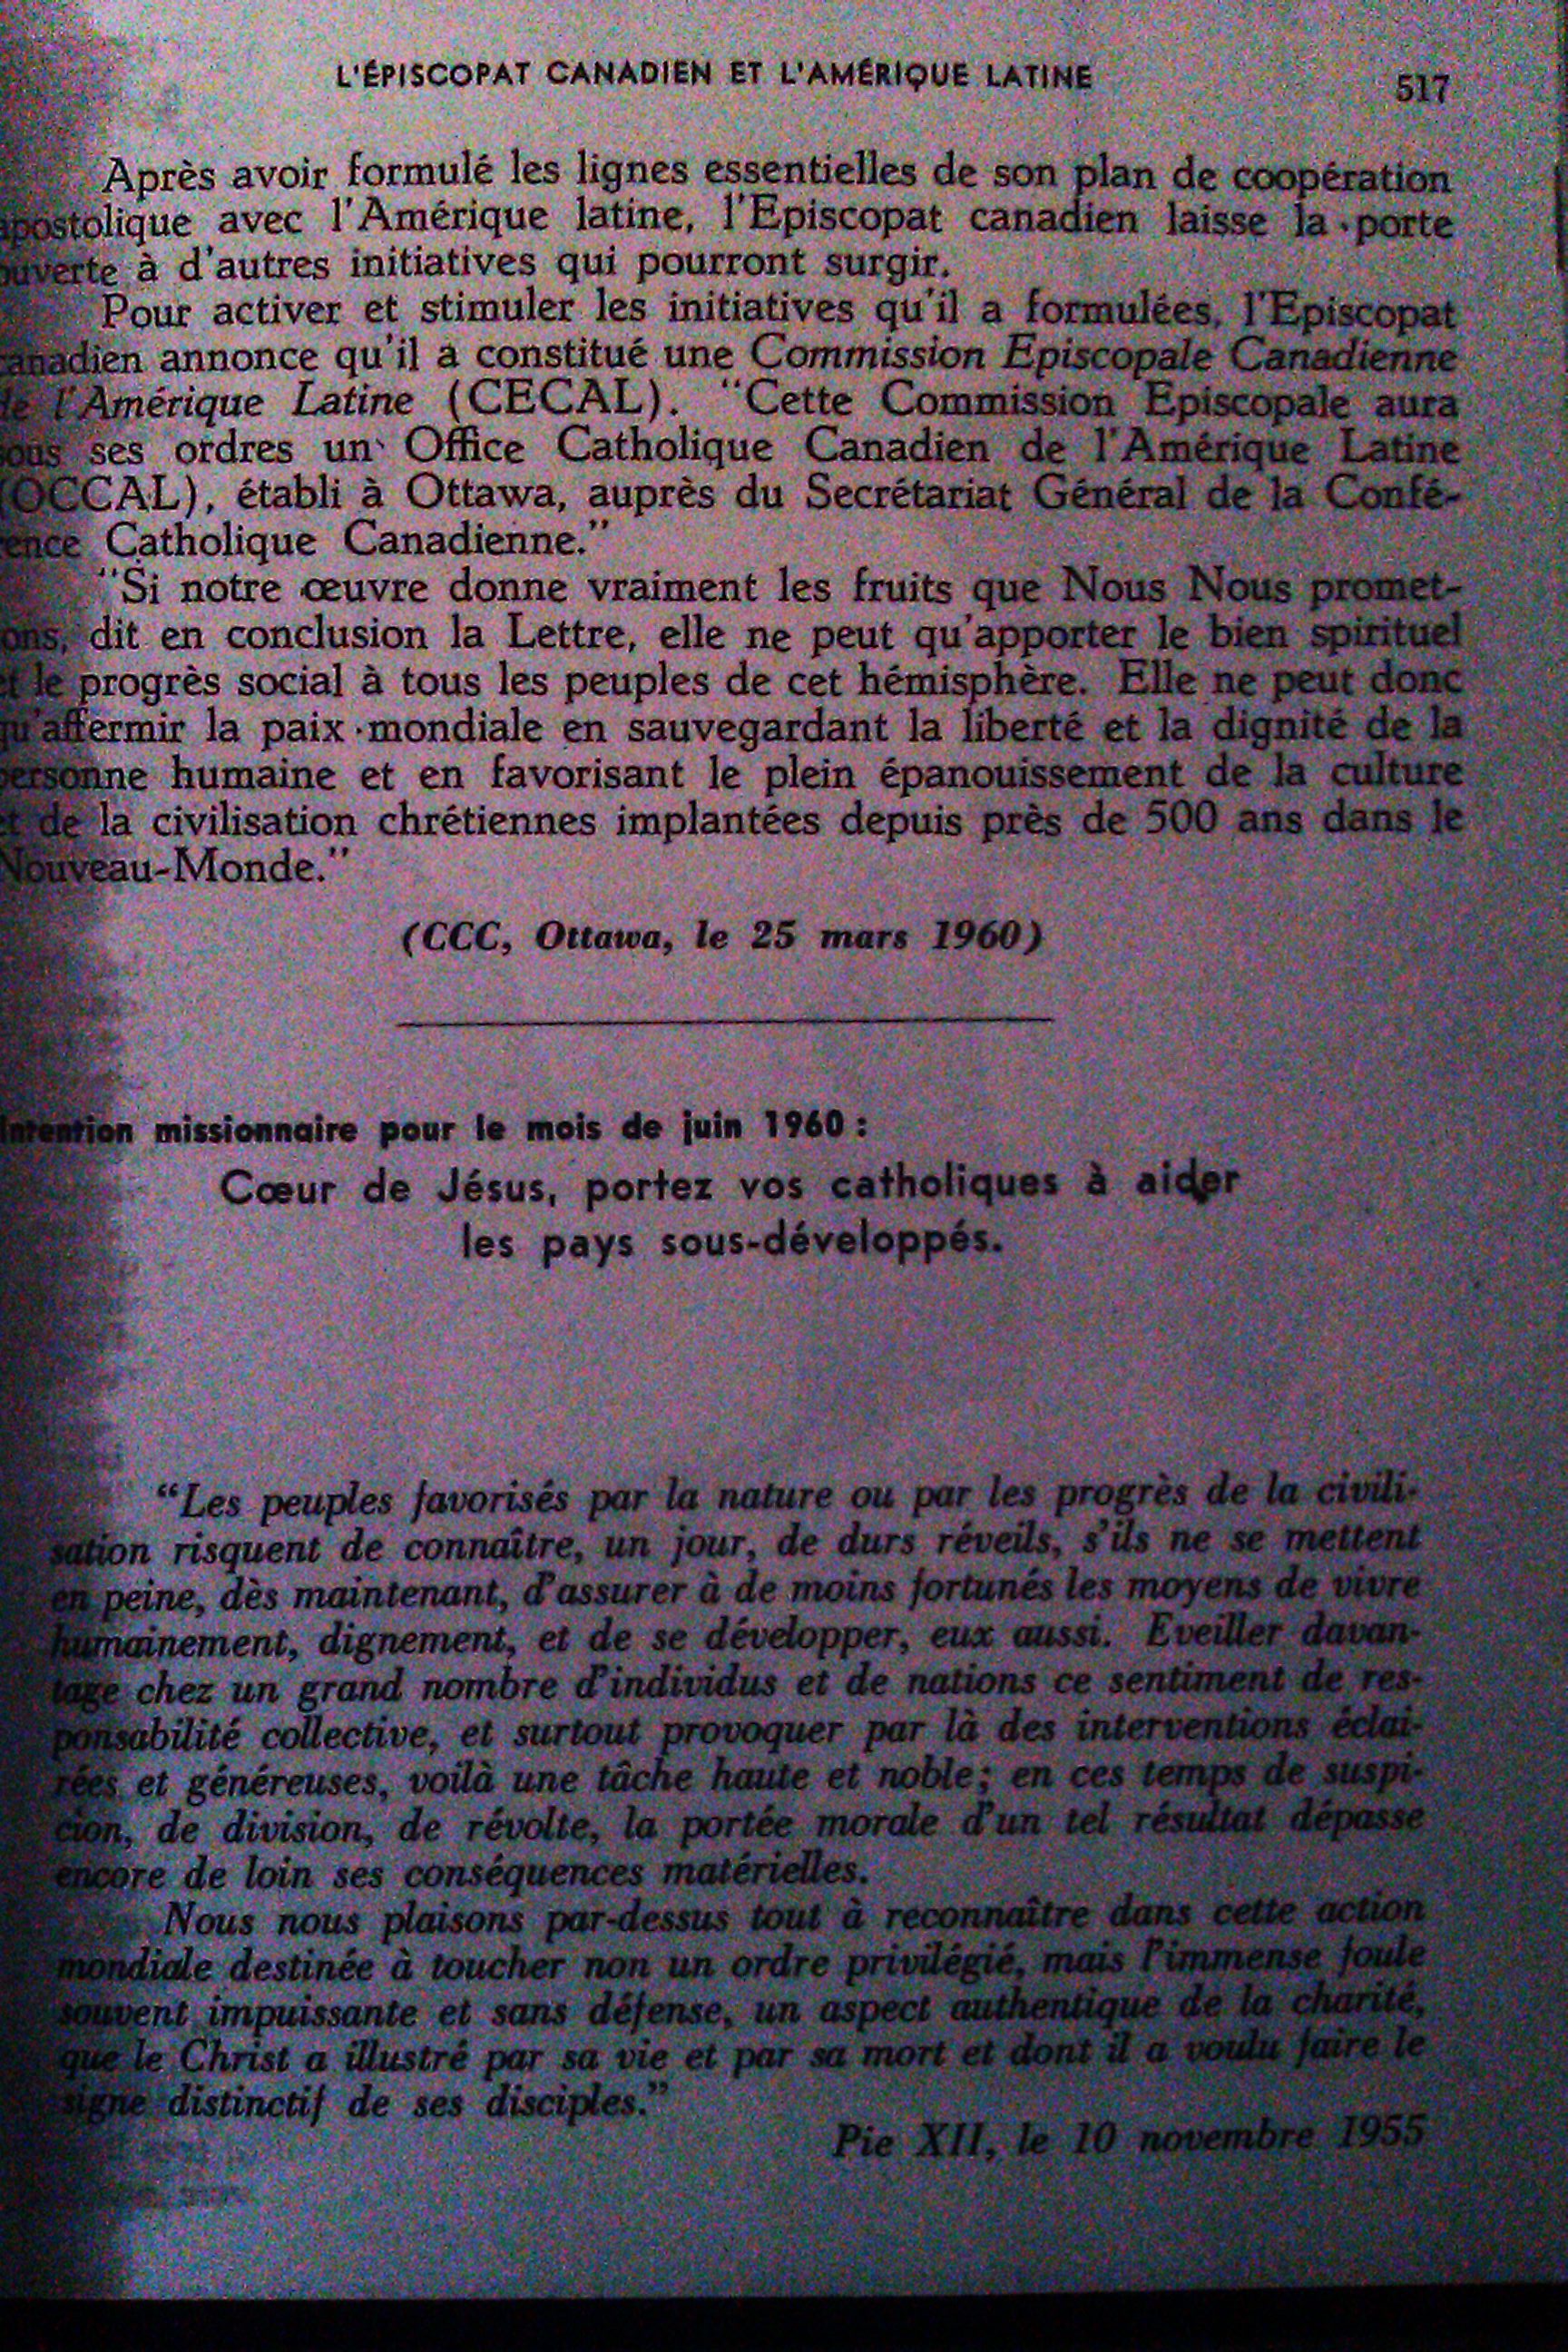 L'ÉPISCOPAT CANADIEN ET L'AMÉRIQUE LATINE 517
Après avoir formulé les lignes essentielles de son plan de coopération
apostolique avec l'Amérique latine, l'Episcopat canadien laisse la porte
ouverte à d'autres initiatives qui pourront surgir.
Pour activer et stimuler les initiatives qu'il a formulées, l'Episcopat
canadien annonce qu'il a constitué une Commission Episcopale Canadienne
de l'Amérique Latine (CECAL). "Cette Commission Episcopale aura
sous ses ordres un Office Catholique Canadien de l'Amérique Latine
(OCCAL), établi à Ottawa, auprès du Secrétariat Général de la Confé-
rence Catholique Canadienne."
"Si notre œuvre donne vraiment les fruits que Nous Nous promet-
tons, dit en conclusion la Lettre, elle ne peut qu'apporter le bien spirituel
et le progrès social à tous les peuples de cet hémisphère. Elle ne peut donc
qu'affermir la paix mondiale en sauvegardant la liberté et la dignité de la
personne humaine et en favorisant le plein épanouissement de la culture
et de la civilisation chrétiennes implantées depuis près de 500 ans dans le
Nouveau-Monde."
(CCC, Ottawa, le 25 mars 1960)
Intention missionnaire pour le mois de juin 1960 :
Cœur de Jésus, portez vos catholiques à aider
les pays sous-développés.
"Les peuples favorisés par la nature ou par les progrès de la civili-
sation risquent de connaître, un jour, de durs réveils, s'ils ne se mettent
en peine, dès maintenant, d'assurer à de moins fortunés les moyens de vivre
humainement, dignement, et de se développer, eux aussi. Eveiller davan-
tage chez un grand nombre d'individus et de nations ce sentiment de res-
ponsabilité collective, et surtout provoquer par là des interventions éclai-
rées et généreuses, voilà une tâche haute et noble; en ces temps de suspi-
cion, de division, de révolte, la portée morale d'un tel résultat dépasse
encore de loin ses conséquences matérielles.
Nous nous plaisons par-dessus tout à reconnaître dans cette action
mondiale destinée à toucher non un ordre privilégié, mais l'immense foule
souvent impuissante et sans défense, un aspect authentique de la charité,
que le Christ a illustré par sa vie et par sa mort et dont il a voulu faire le
signe distinctif de ses disciples."
Pie XII, le 10 novembre 1955